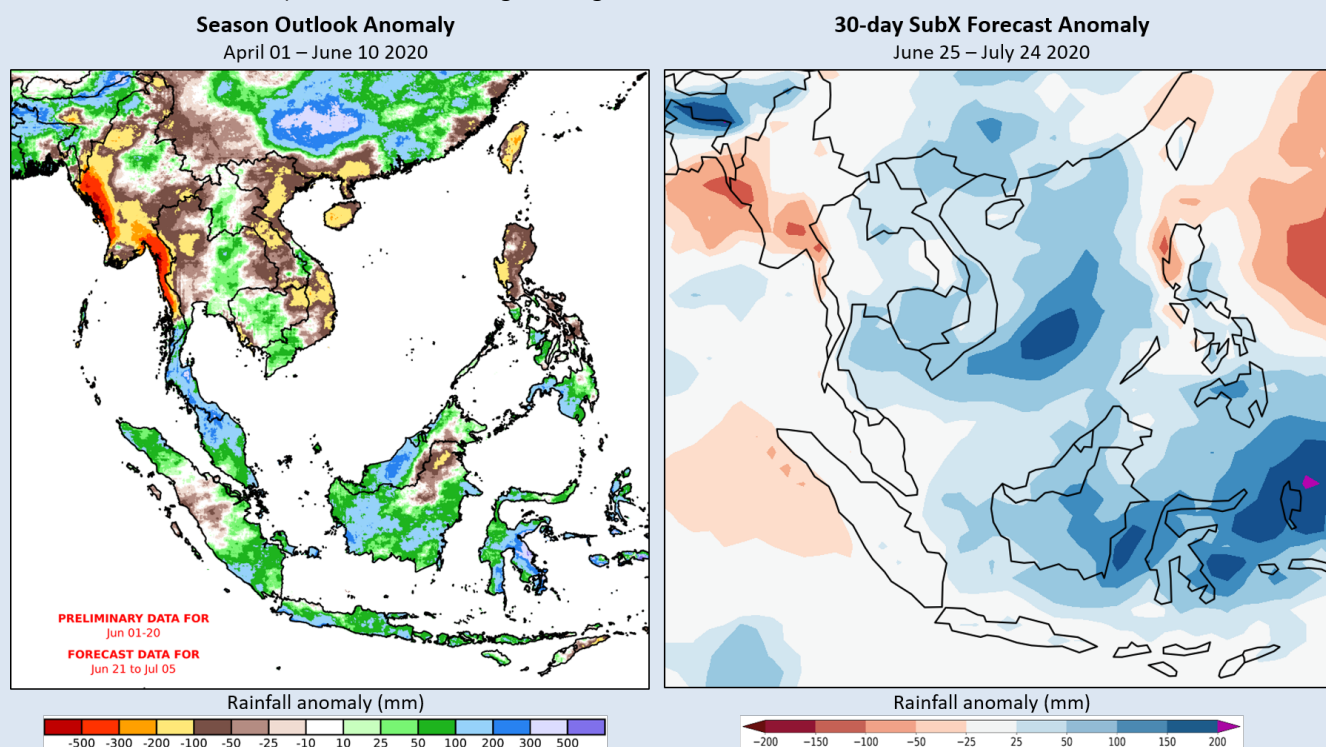 Season Outlook Anomaly
April 01 – June 10 2020
PRELIMINARY DATA FOR
Jun 01-20
FORECAST DATA FOR
Jun 21 to Jul 05
Rainfall anomaly (mm)
-500 -300 -200 -100 -50 -25 -10 10 25 50 100 200 300 500
30-day SubX Forecast Anomaly
June 25 – July 24 2020
Rainfall anomaly (mm)
−200 −150 −100 −50 −25 25 50 100 150 200